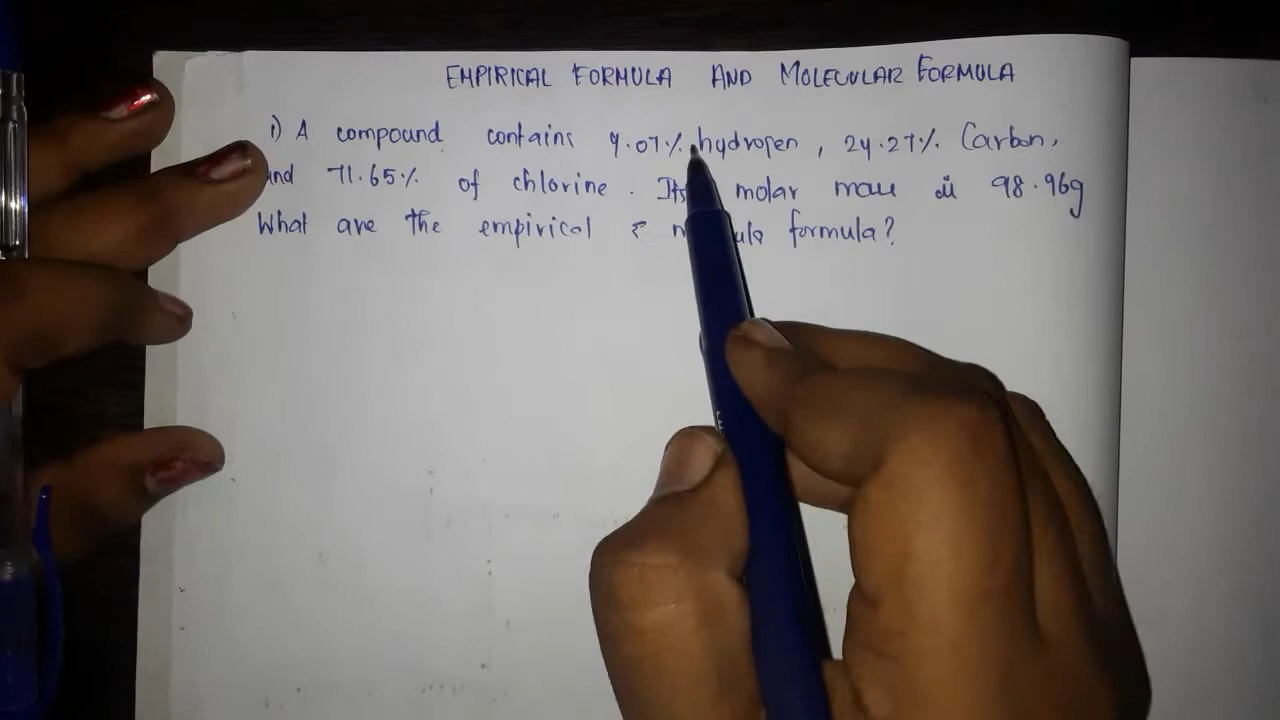 EMPIRICAL FORMULA AND MOLECULAR FORMULA
1) A compound contains 4.07% hydrogen, 24.27% Carbon,
71.65% of chlorine. Its molar mass is 98.96g
What are the empirical & formula?